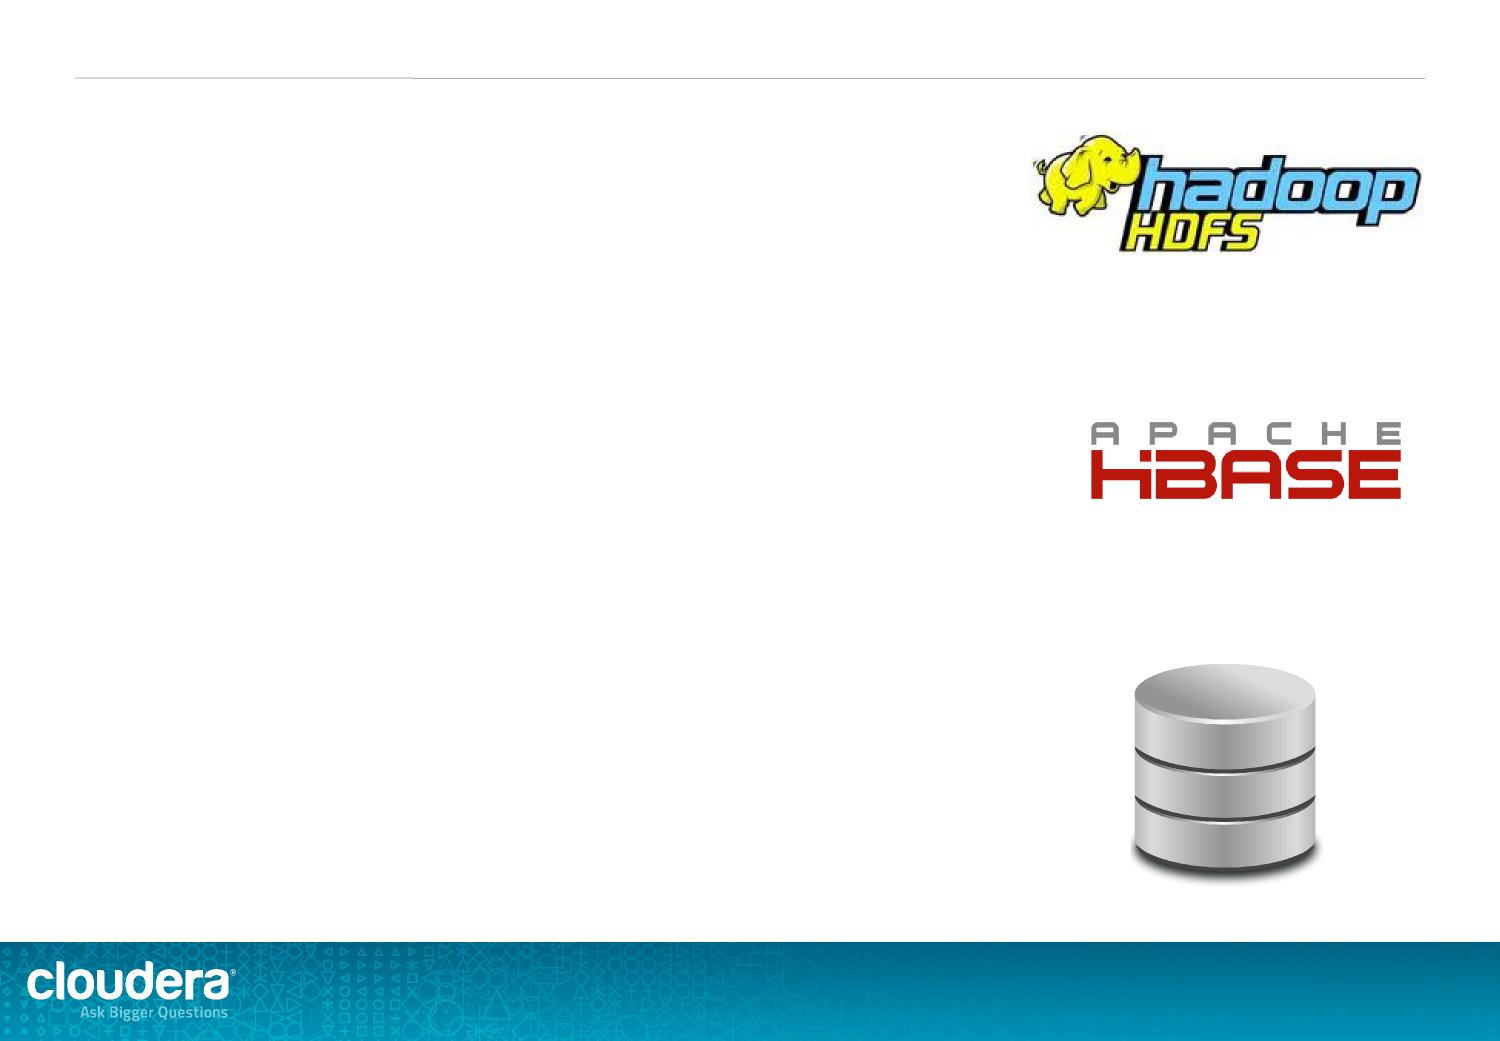 hadoop
HDFS
APACHE
HBASE
cloudera®
Ask Bigger Questions